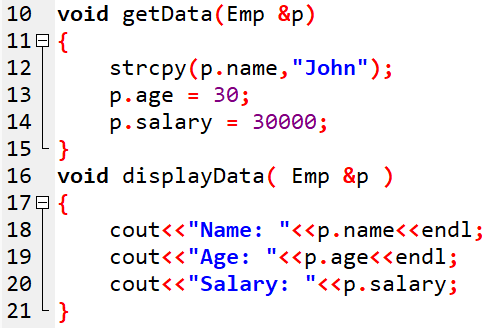 10 void getData(Emp &p)
11 {
12     strcpy(p.name,"John");
13     p.age = 30;
14     p.salary = 30000;
15 }
16 void displayData( Emp &p )
17 {
18     cout<<"Name: "<<p.name<<endl;
19     cout<<"Age: "<<p.age<<endl;
20     cout<<"Salary: "<<p.salary;
21 }